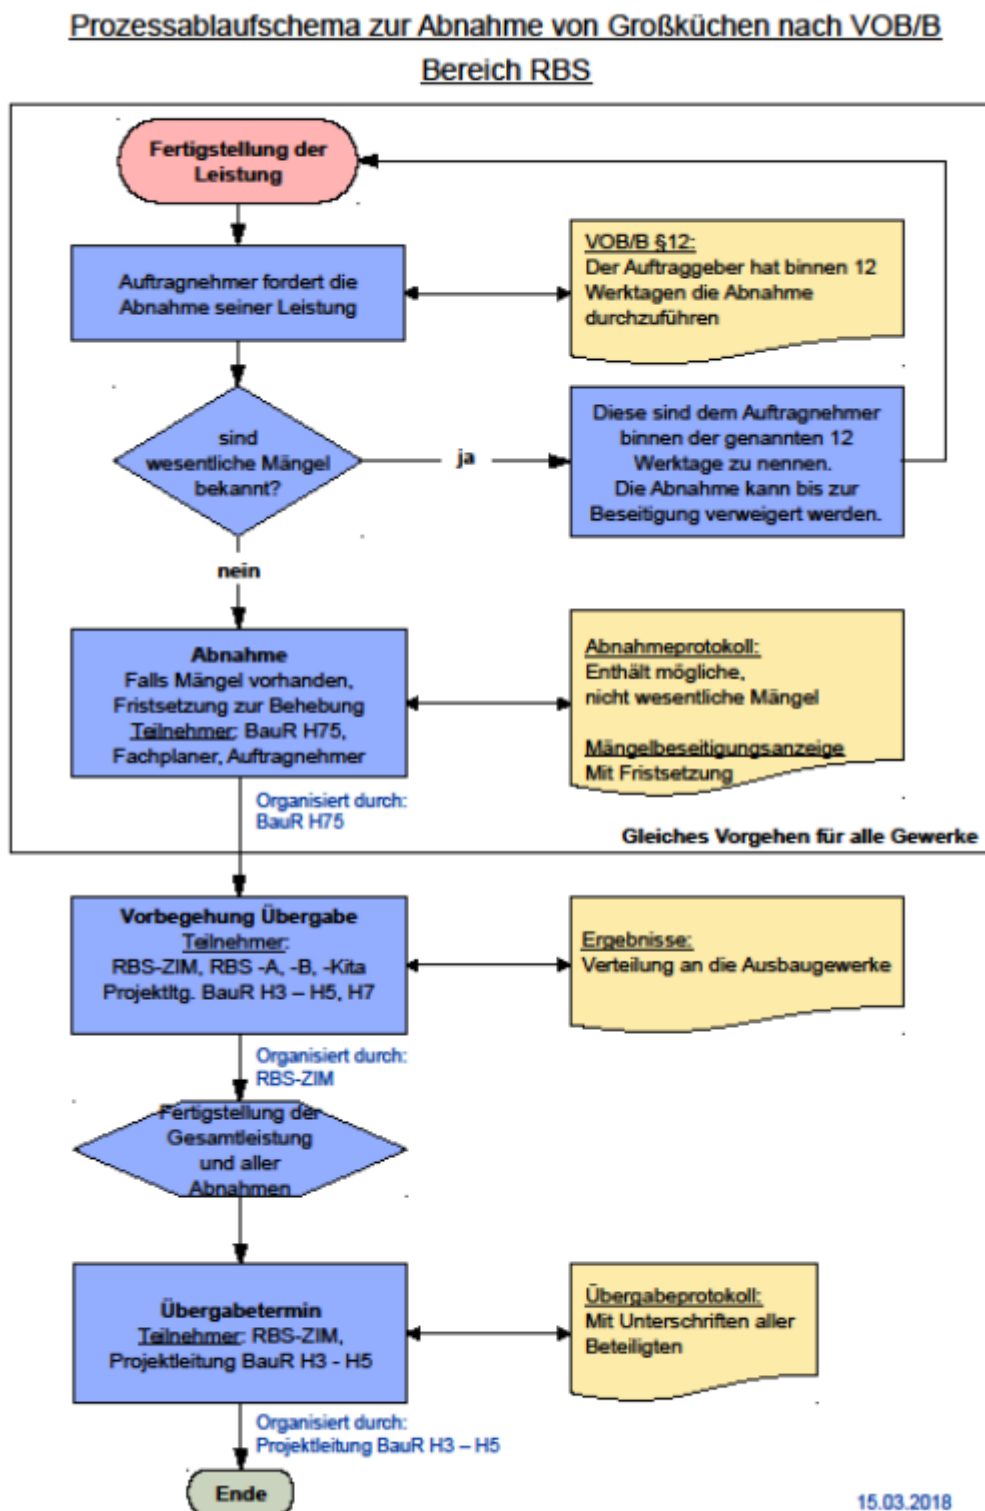 Prozessablaufschema zur Abnahme von Großküchen nach VOB/B
Bereich RBS
Fertigstellung der
Leistung
Auftragnehmer fordert die
Abnahme seiner Leistung
VOB/B §12:
Der Auftraggeber hat binnen 12
Werktagen die Abnahme
durchzuführen
sind
wesentliche Mängel
bekannt?
ja
Diese sind dem Auftragnehmer
binnen der genannten 12
Werktage zu nennen.
Die Abnahme kann bis zur
Beseitigung verweigert werden.
nein
Abnahme
Falls Mängel vorhanden,
Fristsetzung zur Behebung
Teilnehmer: BauR H75,
Fachplaner, Auftragnehmer
Abnahmeprotokoll:
Enthält mögliche,
nicht wesentliche Mängel
Mängelbeseitigungsanzeige
Mit Fristsetzung
Organisiert durch:
BauR H75
Gleiches Vorgehen für alle Gewerke
Vorbegehung Übergabe
Teilnehmer:
RBS-ZIM, RBS -A, -B, -Kita
Projektltg. BauR H3 – H5, H7
Ergebnisse:
Verteilung an die Ausbaugewerke
Organisiert durch:
RBS-ZIM
Fertigstellung der
Gesamtleistung
und aller
Abnahmen
Übergabetermin
Teilnehmer: RBS-ZIM,
Projektleitung BauR H3 - H5
Übergabeprotokoll:
Mit Unterschriften aller
Beteiligten
Organisiert durch:
Projektleitung BauR H3 – H5
Ende
15.03.2018